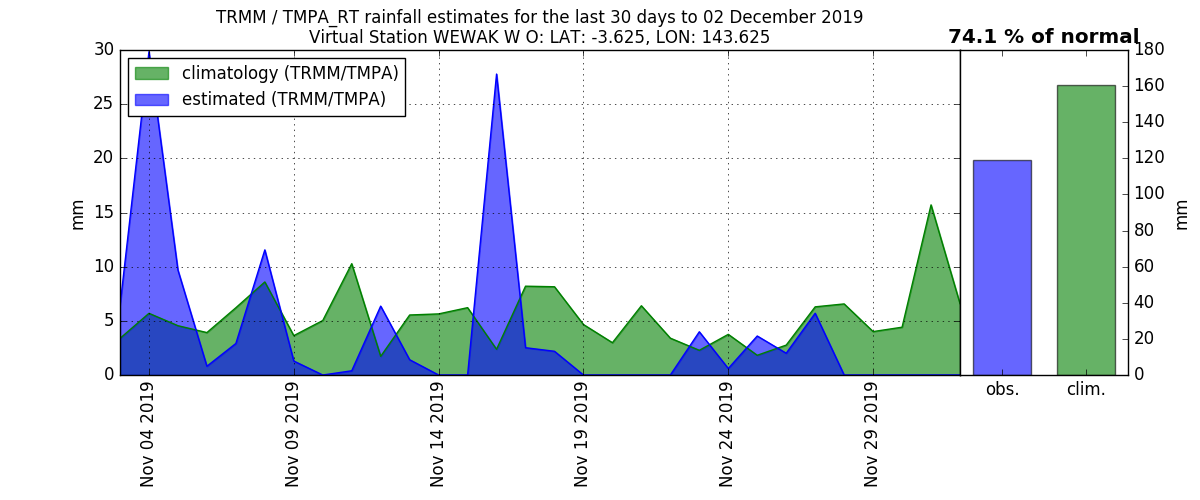 TRMM / TMPA_RT rainfall estimates for the last 30 days to 02 December 2019
Virtual Station WEWAK W O: LAT: -3.625, LON: 143.625
74.1 % of normal
climatology (TRMM/TMPA)
estimated (TRMM/TMPA)
mm
30
25
20
15
10
5
0
Nov 04 2019
Nov 09 2019
Nov 14 2019
Nov 19 2019
Nov 24 2019
Nov 29 2019
obs.
clim.
180
160
140
120
100
80
60
40
20
0
mm